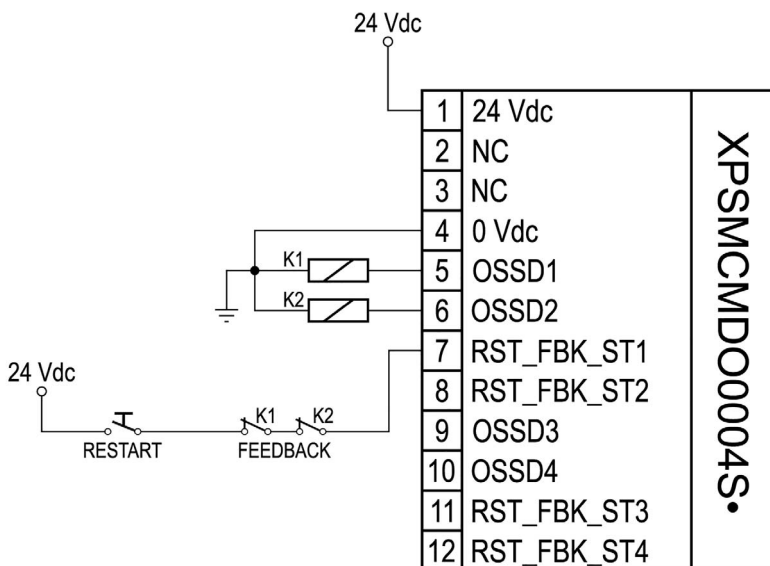 24 Vdc
1 24 Vdc
2 NC
3 NC
4 0 Vdc
K1
5 OSSD1
K2
6 OSSD2
7 RST_FBK_ST1
24 Vdc
8 RST_FBK_ST2
K1 K2
9 OSSD3
RESTART FEEDBACK
10 OSSD4
11 RST_FBK_ST3
12 RST_FBK_ST4
XPSMCMDO0004S•